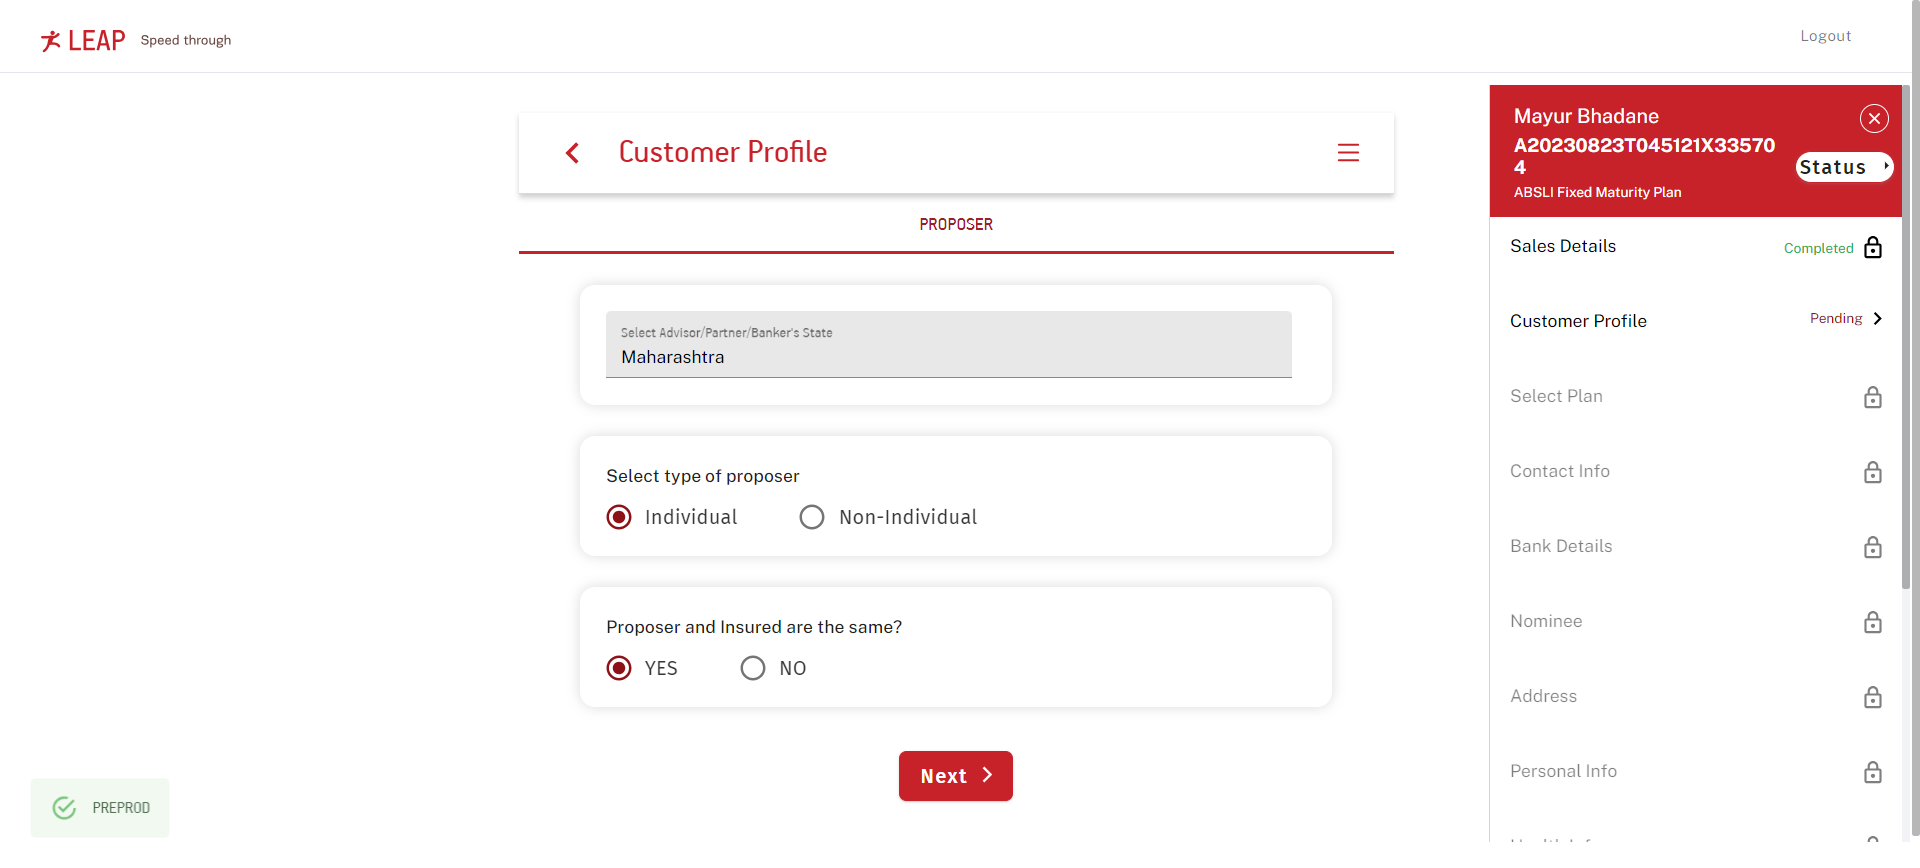 LEAP Speed through
Logout
Customer Profile
PROPOSER
Select Advisor/Partner/Banker's State
Maharashtra
Select type of proposer
Individual Non-Individual
Proposer and Insured are the same?
YES NO
Next
PREPROD
Mayur Bhadane
A20230823T045121X33570
4
Status
ABSLI Fixed Maturity Plan
Sales Details Completed
Customer Profile Pending
Select Plan
Contact Info
Bank Details
Nominee
Address
Personal Info